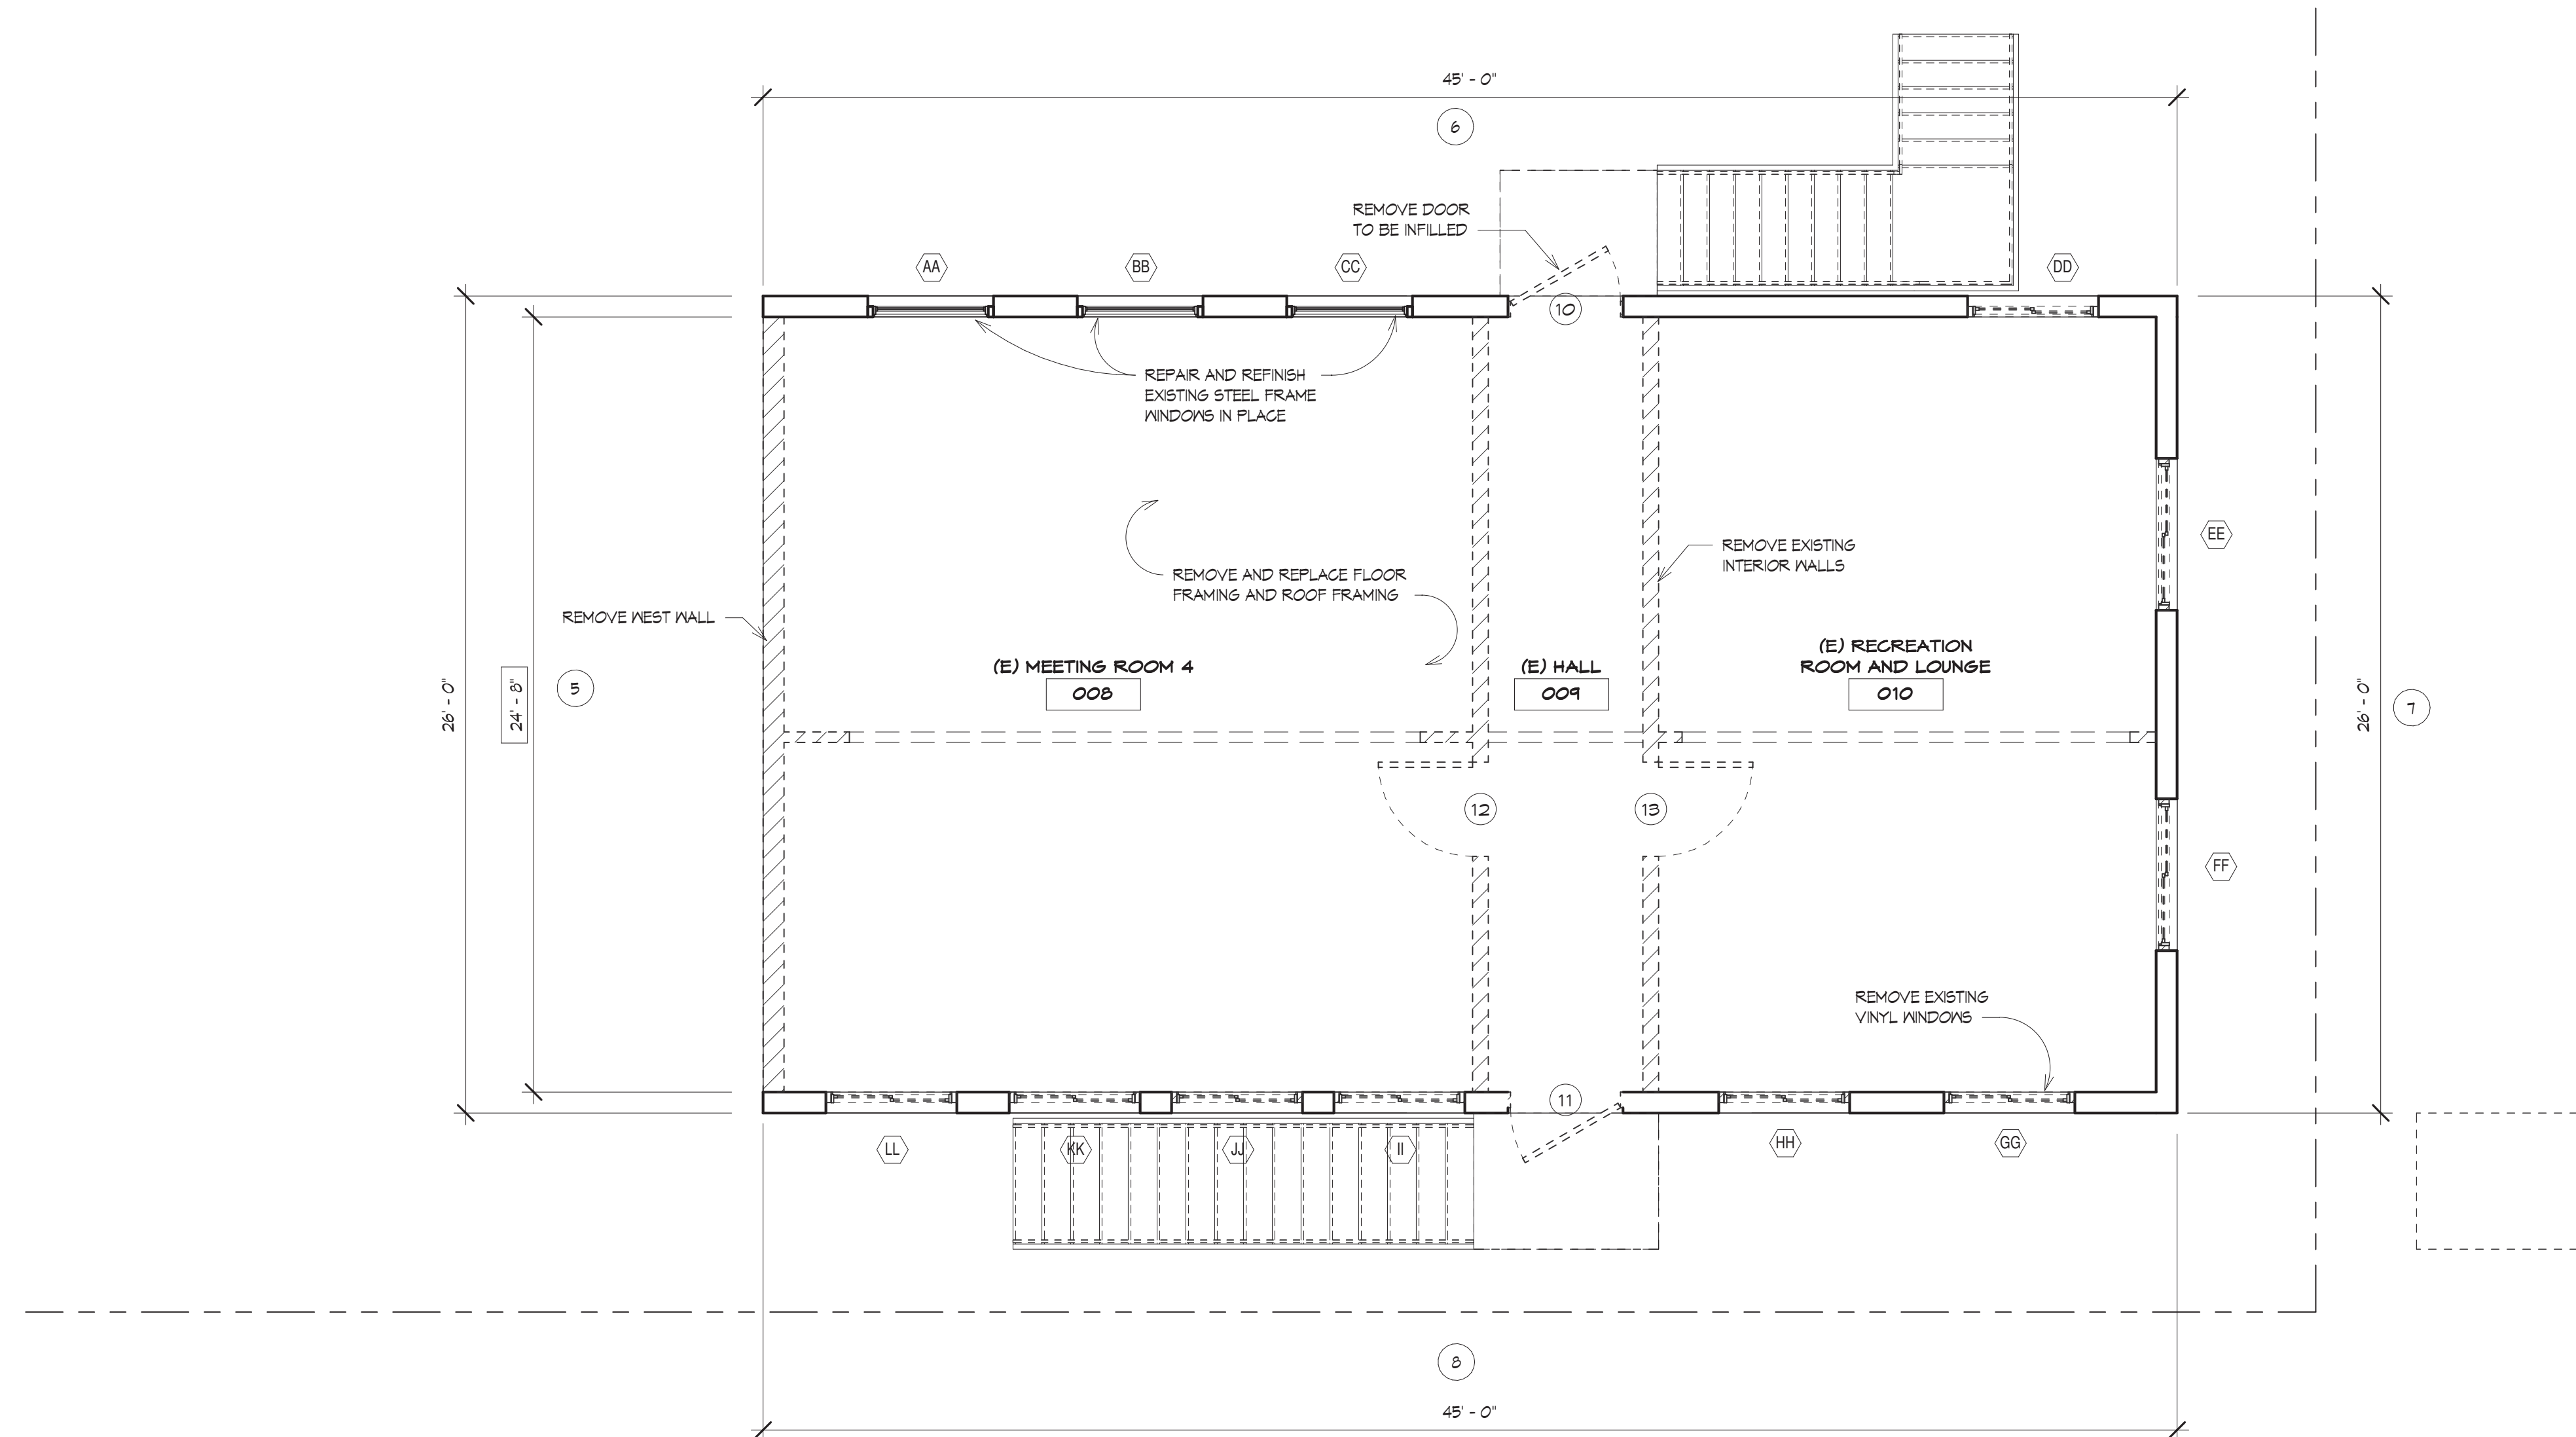 45' - 0"
6
REMOVE DOOR
TO BE INFILLED
AA
BB
CC
DD
10
REPAIR AND REFINISH
EXISTING STEEL FRAME
WINDOWS IN PLACE
EE
REMOVE EXISTING
INTERIOR WALLS
REMOVE AND REPLACE FLOOR
FRAMING AND ROOF FRAMING
REMOVE WEST WALL
(E) MEETING ROOM 4
008
(E) HALL
009
(E) RECREATION
ROOM AND LOUNGE
010
26' - 0"
24' - 8"
5
26' - 0"
7
12
13
FF
REMOVE EXISTING
VINYL WINDOWS
11
LL
KK
JJ
II
HH
GG
8
45' - 0"